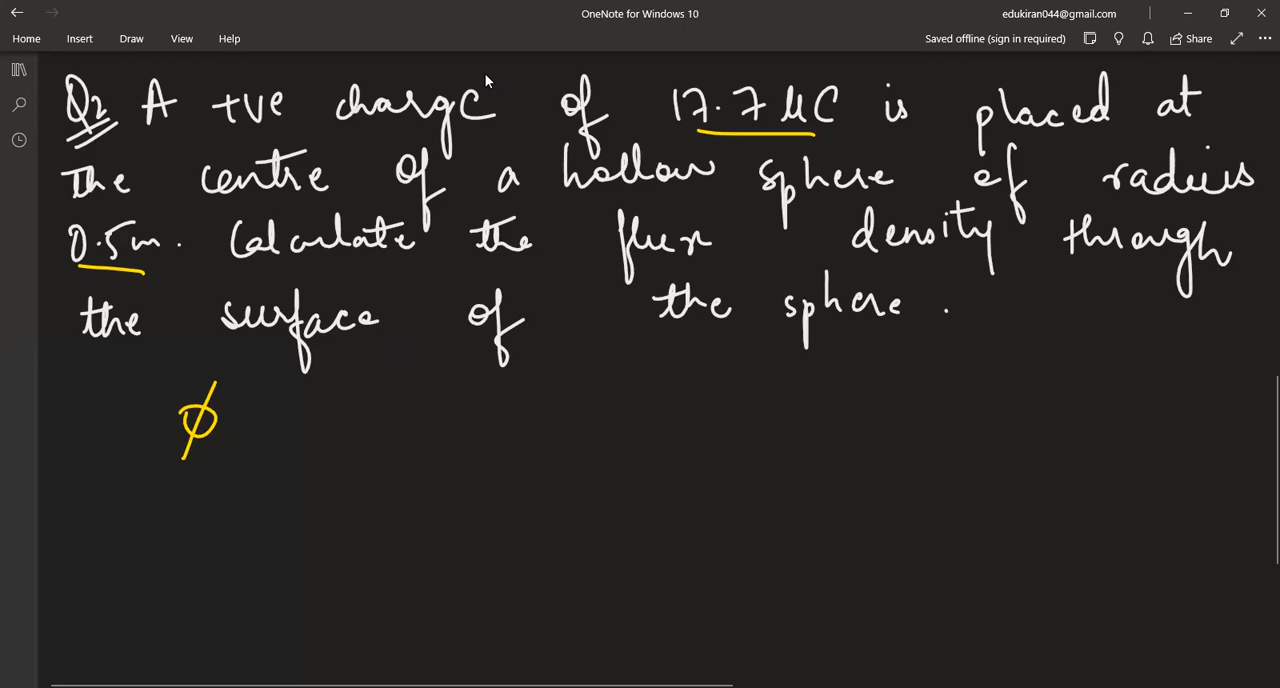 OneNote for Windows 10
edukiran044@gmail.com
Home Insert Draw View Help
Saved offline (sign in required)
Share
Q2 A +ve charge of 17.7 μC is placed at
The centre of a hollow sphere of radius
0.5m. Calculate the flux density through
the surface of the sphere.
ϕ